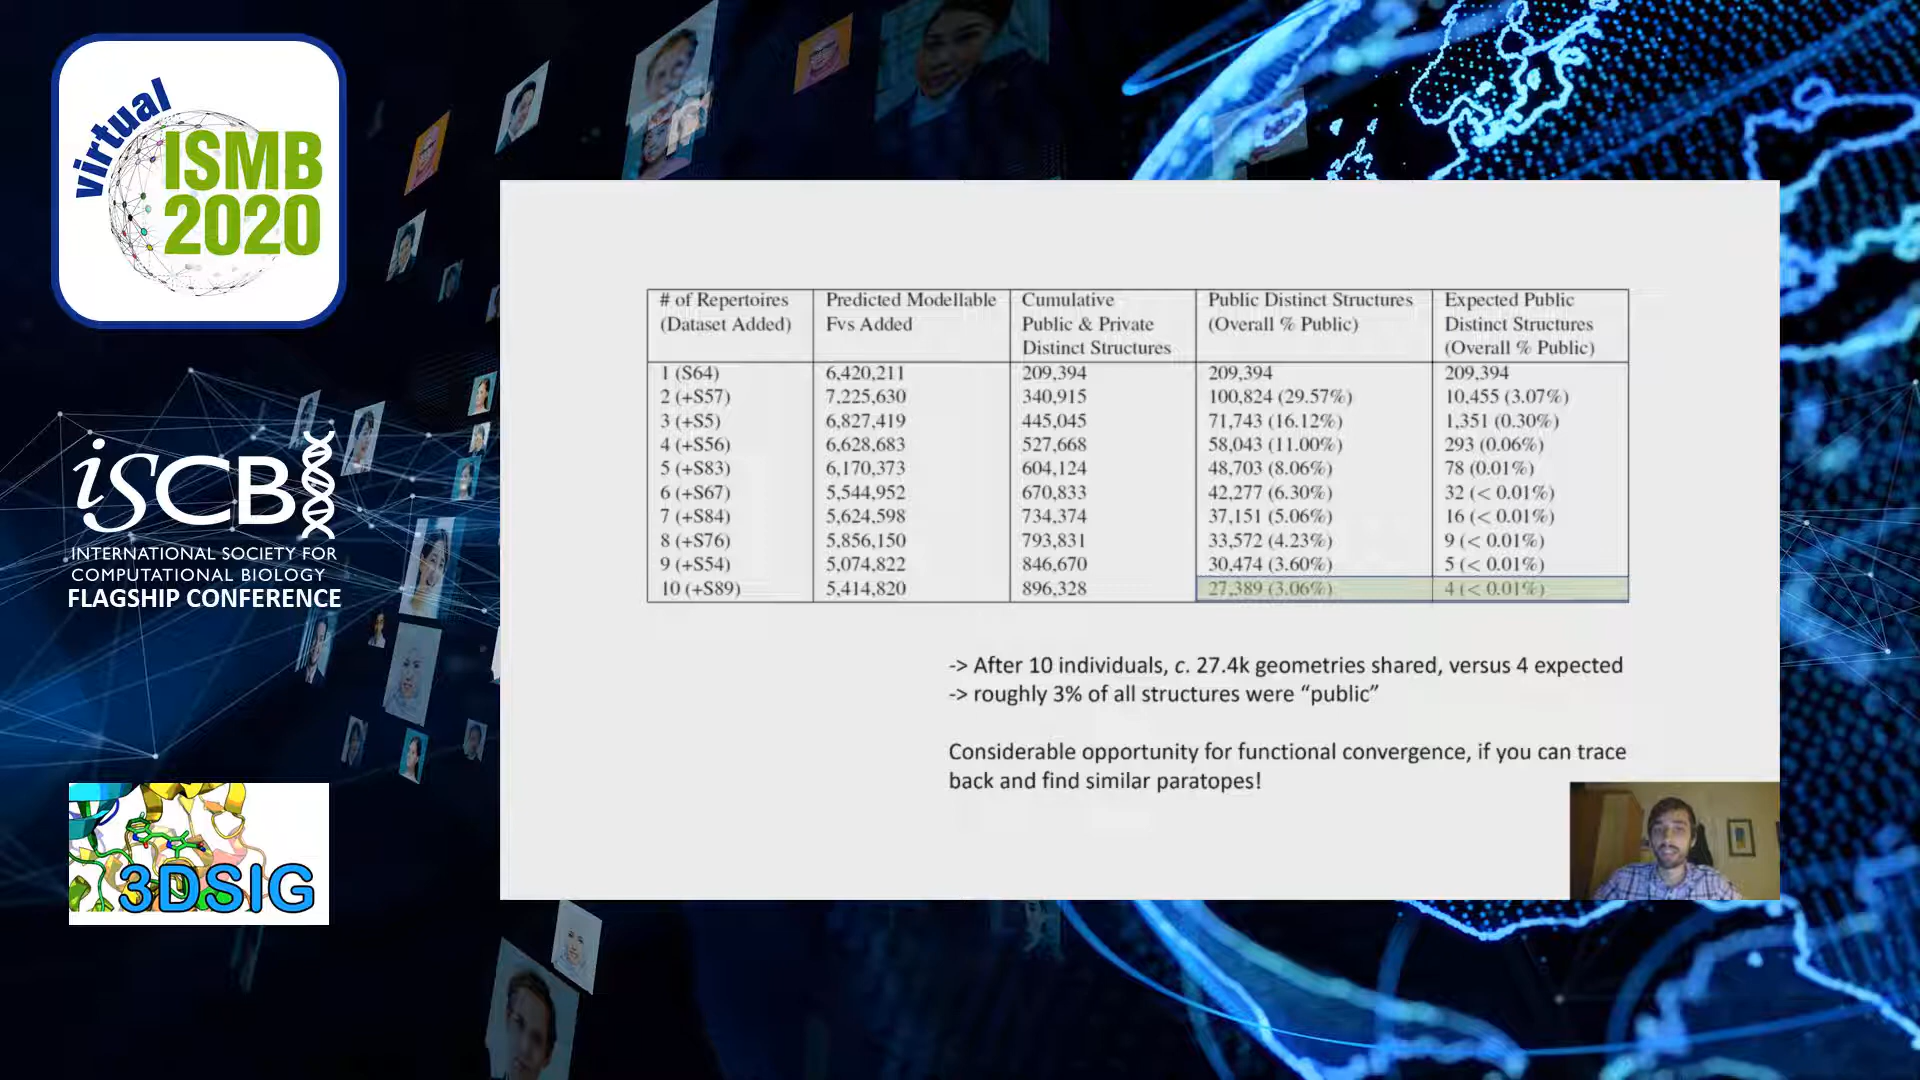 virtual
ISMB
2020
iSCB
INTERNATIONAL SOCIETY FOR
COMPUTATIONAL BIOLOGY
FLAGSHIP CONFERENCE
3DSIG
# of Repertoires (Dataset Added) | Predicted Modellable Fvs Added | Cumulative Public & Private Distinct Structures | Public Distinct Structures (Overall % Public) | Expected Public Distinct Structures (Overall % Public)
1 (S64) | 6,420,211 | 209,394 | 209,394 | 209,394
2 (+S57) | 7,225,630 | 340,915 | 100,824 (29.57%) | 10,455 (3.07%)
3 (+S5) | 6,827,419 | 445,045 | 71,743 (16.12%) | 1,351 (0.30%)
4 (+S56) | 6,628,683 | 527,668 | 58,043 (11.00%) | 293 (0.06%)
5 (+S83) | 6,170,373 | 604,124 | 48,703 (8.06%) | 78 (0.01%)
6 (+S67) | 5,544,952 | 670,833 | 42,277 (6.30%) | 32 (< 0.01%)
7 (+S84) | 5,624,598 | 734,374 | 37,151 (5.06%) | 16 (< 0.01%)
8 (+S76) | 5,856,150 | 793,831 | 33,572 (4.23%) | 9 (< 0.01%)
9 (+S54) | 5,074,822 | 846,670 | 30,474 (3.60%) | 5 (< 0.01%)
10 (+S89) | 5,414,820 | 896,328 | 27,389 (3.06%) | 4 (< 0.01%)
-> After 10 individuals, c. 27.4k geometries shared, versus 4 expected
-> roughly 3% of all structures were “public”
Considerable opportunity for functional convergence, if you can trace
back and find similar paratopes!